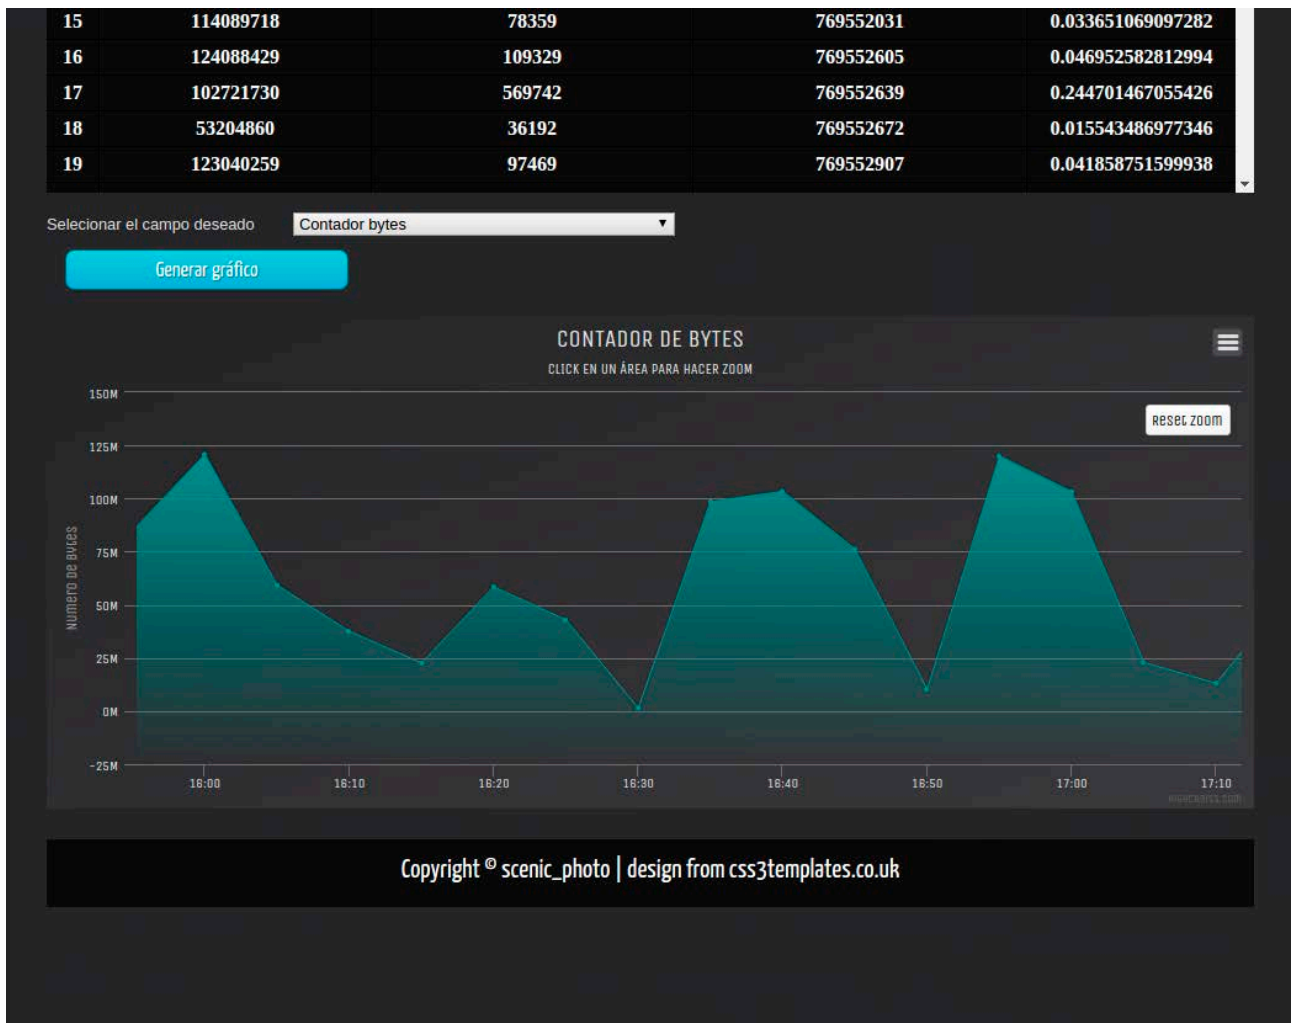 15 114089718 78359 769552031 0.033651069097282
16 124088429 109329 769552605 0.046952582812994
17 102721730 569742 769552639 0.244701467055426
18 53204860 36192 769552672 0.015543486977346
19 123040259 97469 769552907 0.041858751599938
Selecionar el campo deseado Contador bytes
Generar gráfico
CONTADOR DE BYTES
CLICK EN UN ÁREA PARA HACER ZOOM
Reset zoom
Numero de Bytes
150M
125M
100M
75M
50M
25M
0M
-25M
16:00 16:10 16:20 16:30 16:40 16:50 17:00 17:10
Highcharts.com
Copyright © scenic_photo | design from css3templates.co.uk